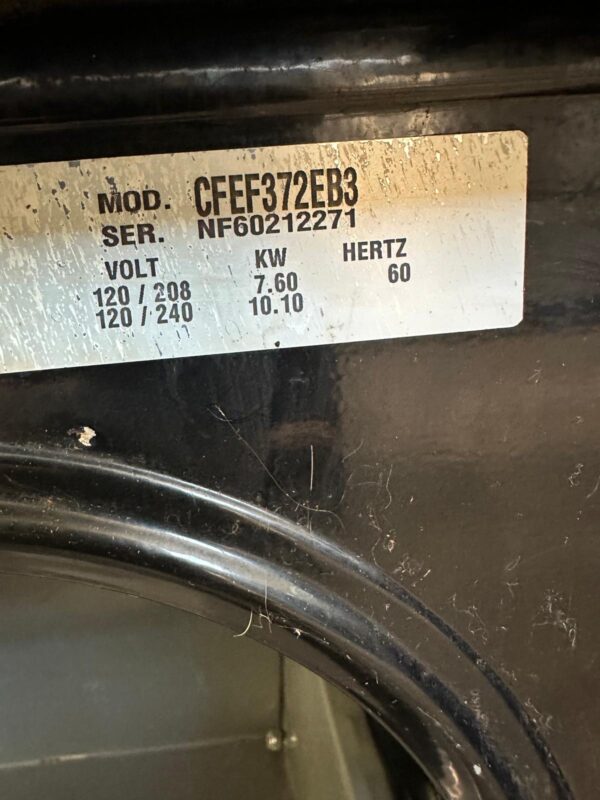 MOD. CFEF372EB3
SER. NF60212271
VOLT KW HERTZ
120 / 208 7.60 60
120 / 240 10.10